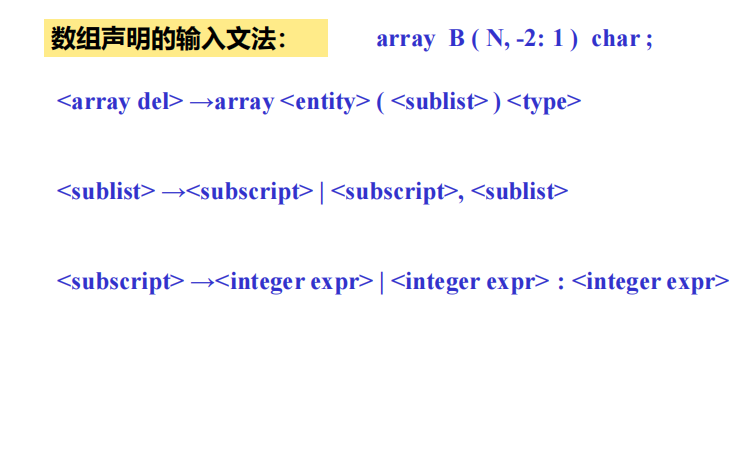 数组声明的输入文法： array B ( N, -2: 1 ) char ;
<array del> →array <entity> ( <sublist> ) <type>
<sublist> →<subscript> | <subscript>, <sublist>
<subscript> →<integer expr> | <integer expr> : <integer expr>